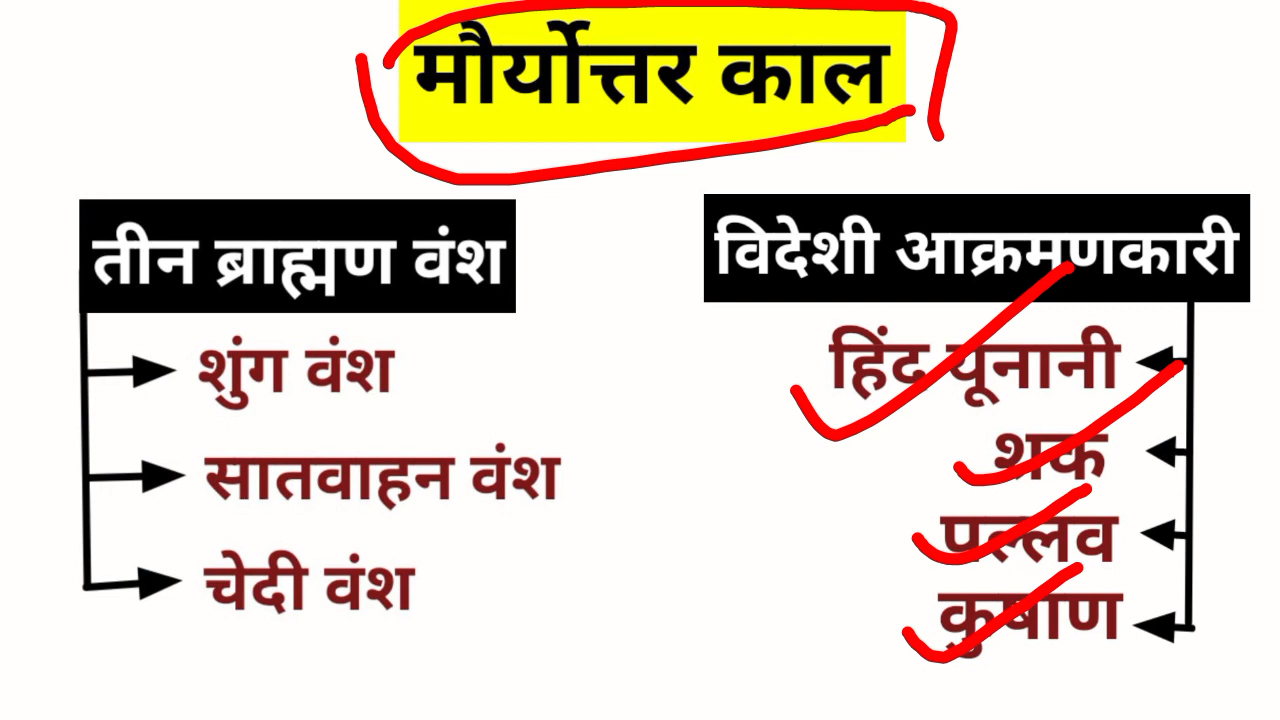 मौर्योत्तर काल
तीन ब्राह्मण वंश
शुंग वंश
सातवाहन वंश
चेदी वंश
विदेशी आक्रमणकारी
हिंद यूनानी
शक
पल्लव
कुषाण